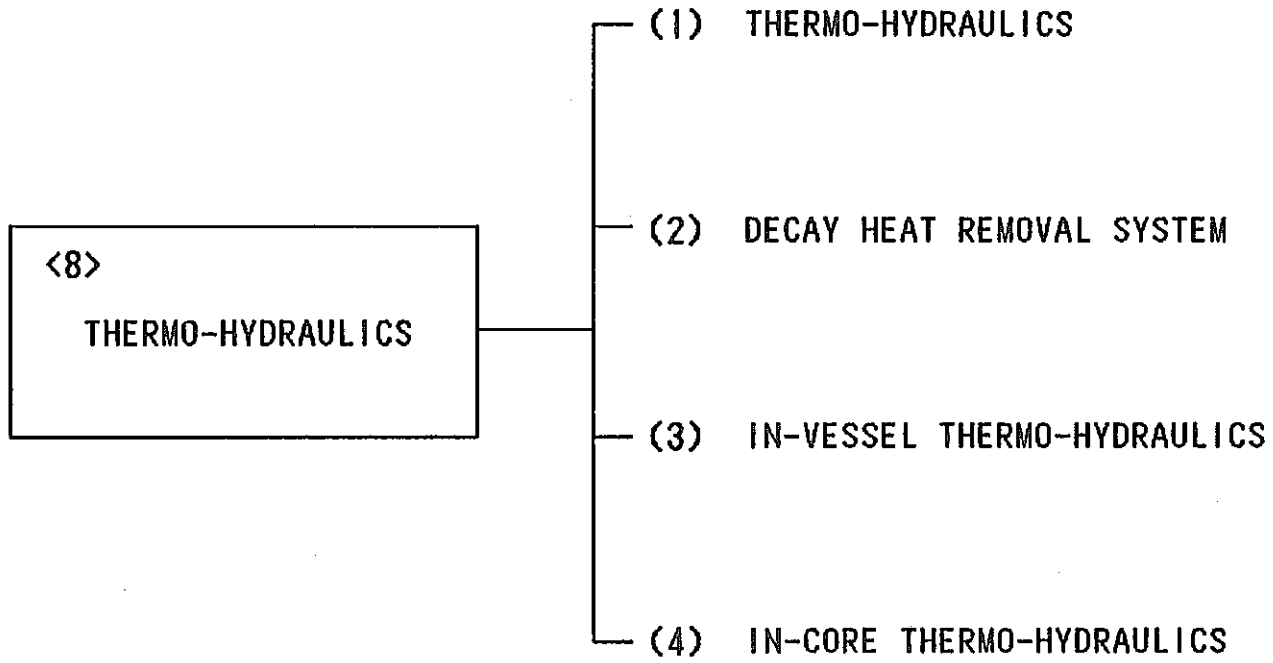 (1) THERMO-HYDRAULICS
(2) DECAY HEAT REMOVAL SYSTEM
<8>
THERMO-HYDRAULICS
(3) IN-VESSEL THERMO-HYDRAULICS
(4) IN-CORE THERMO-HYDRAULICS